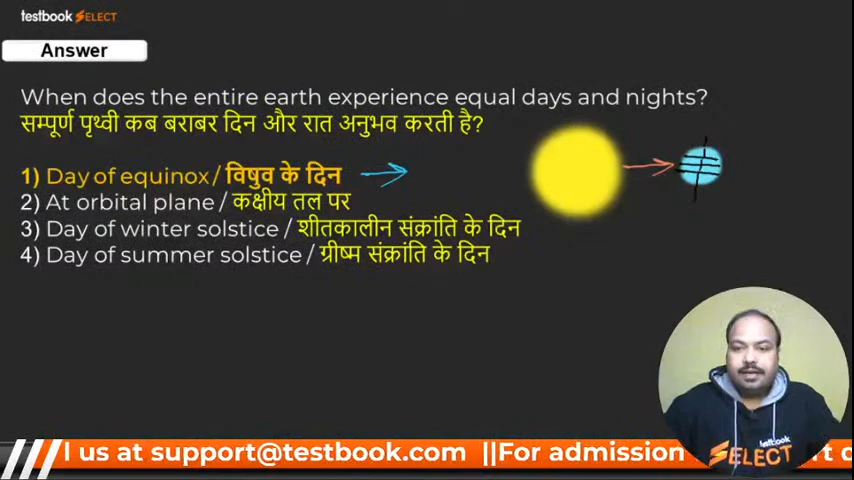 testbook SELECT
Answer
When does the entire earth experience equal days and nights?
सम्पूर्ण पृथ्वी कब बराबर दिन और रात अनुभव करती है?
1) Day of equinox / विषुव के दिन
2) At orbital plane / कक्षीय तल पर
3) Day of winter solstice / शीतकालीन संक्रांति के दिन
4) Day of summer solstice / ग्रीष्म संक्रांति के दिन
testbook
SELECT
l us at support@testbook.com ||For admission